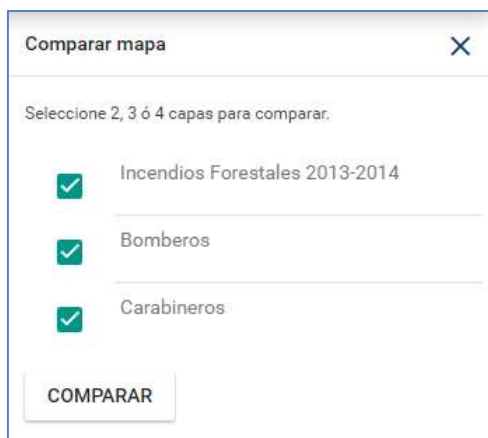 Comparar mapa
Seleccione 2, 3 ó 4 capas para comparar.
Incendios Forestales 2013-2014
Bomberos
Carabineros
COMPARAR